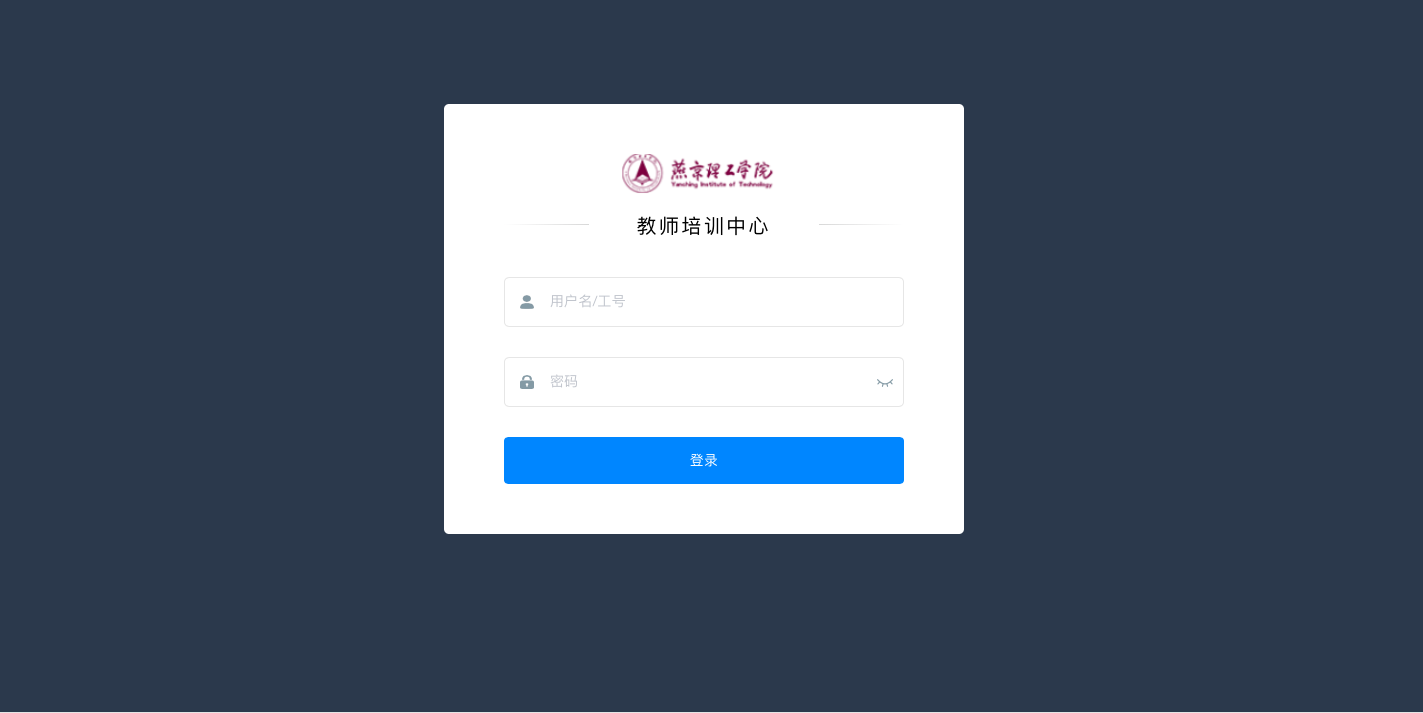 燕京理工学院
Yanching Institute of Technology
教师培训中心
用户名/工号
密码
登录